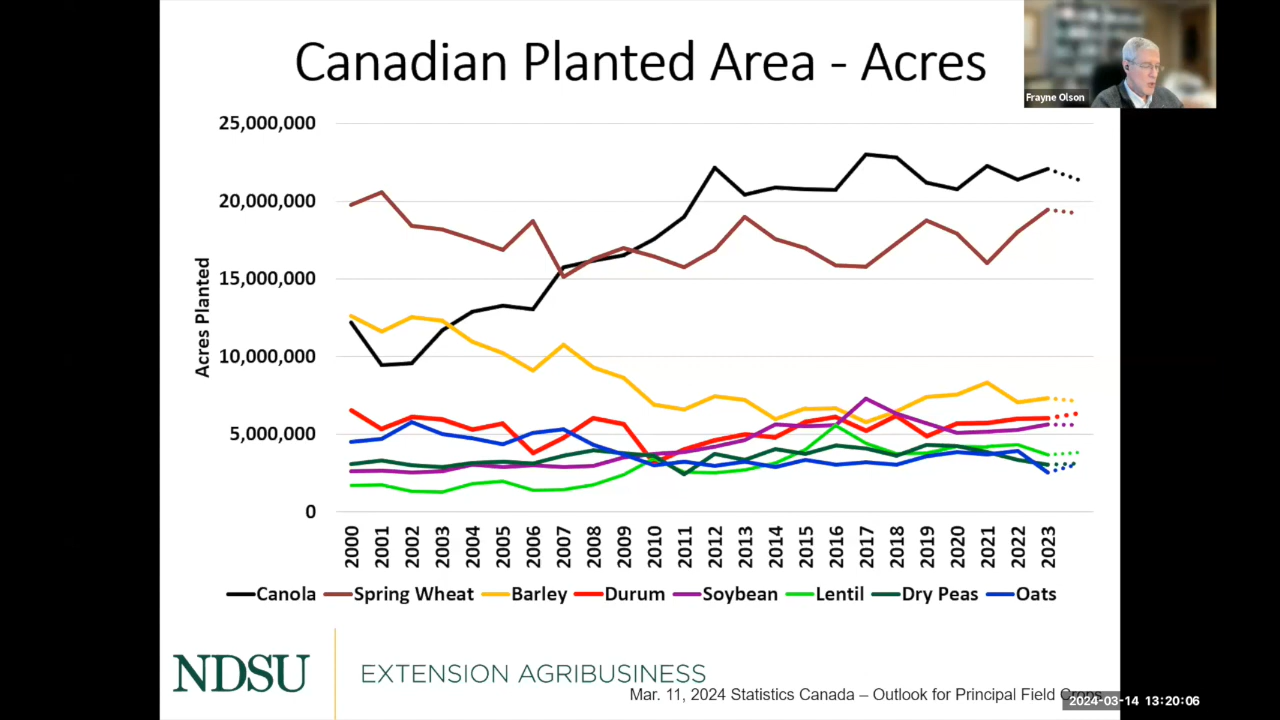 Canadian Planted Area - Acres
Frayne Olson
25,000,000
20,000,000
15,000,000
10,000,000
5,000,000
0
Acres Planted
2000 2001 2002 2003 2004 2005 2006 2007 2008 2009 2010 2011 2012 2013 2014 2015 2016 2017 2018 2019 2020 2021 2022 2023
Canola Spring Wheat Barley Durum Soybean Lentil Dry Peas Oats
NDSU EXTENSION AGRIBUSINESS
Mar. 11, 2024 Statistics Canada – Outlook for Principal Field Crops
2024-03-14 13:20:06